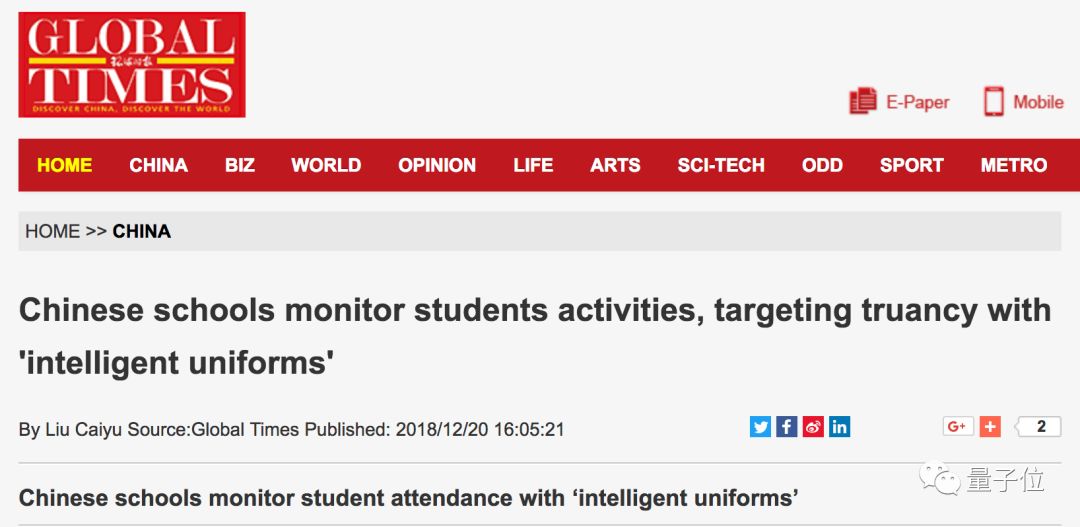 GLOBAL
环球时报
TIMES
DISCOVER CHINA, DISCOVER THE WORLD
E-Paper Mobile
HOME CHINA BIZ WORLD OPINION LIFE ARTS SCI-TECH ODD SPORT METRO
HOME >> CHINA
Chinese schools monitor students activities, targeting truancy with
'intelligent uniforms'
By Liu Caiyu Source:Global Times Published: 2018/12/20 16:05:21
G+ 2
Chinese schools monitor student attendance with ‘intelligent uniforms’
量子位